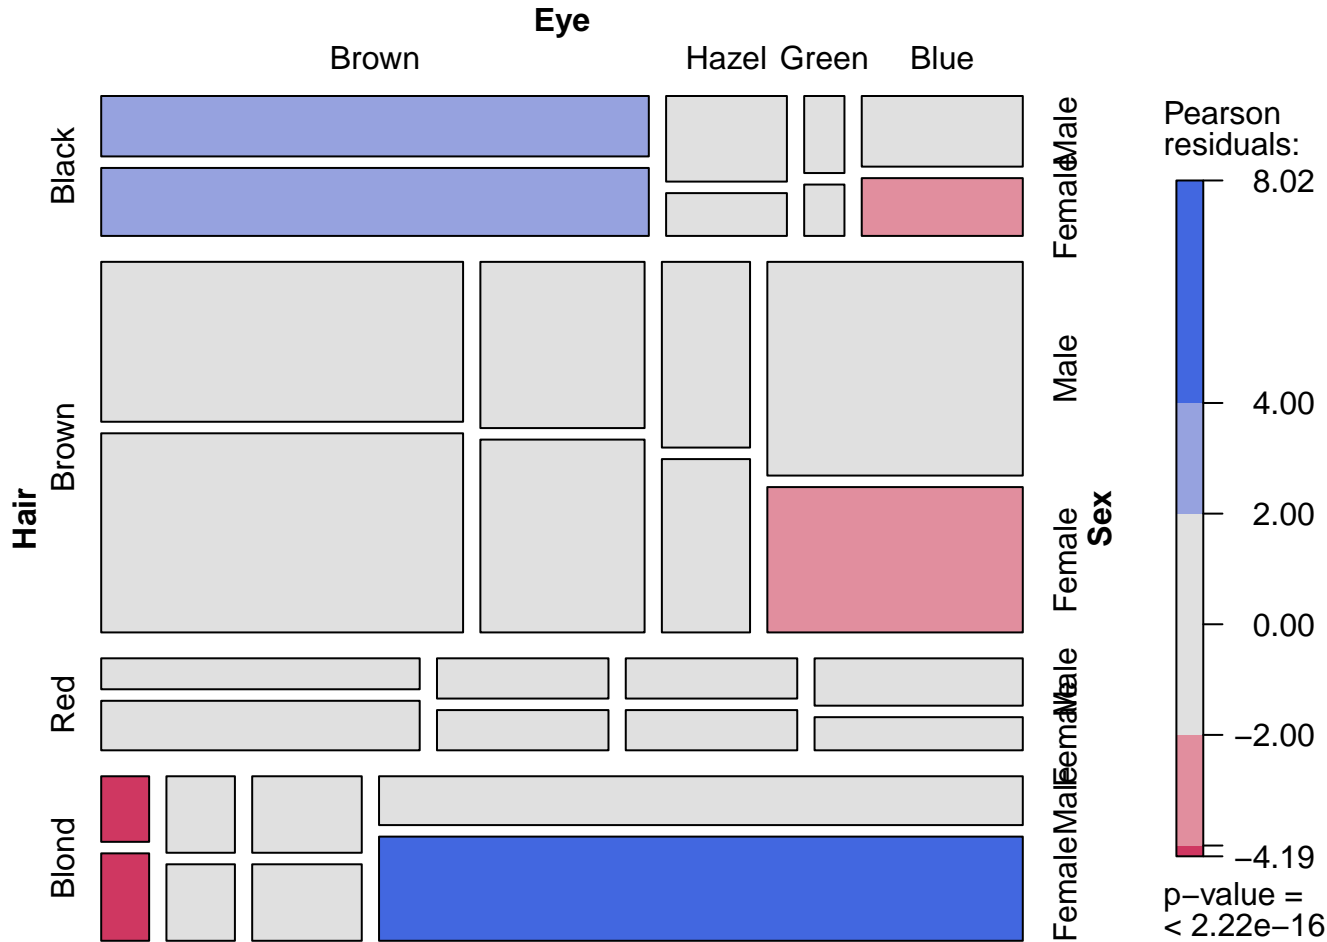 Eye
Brown Hazel Green Blue
Hair
Black
Brown
Red
Blond
Male
Female
Male
Female
Male
Female
Male
Female
Sex
Pearson
residuals:
8.02
4.00
2.00
0.00
−2.00
−4.19
p−value =
< 2.22e−16